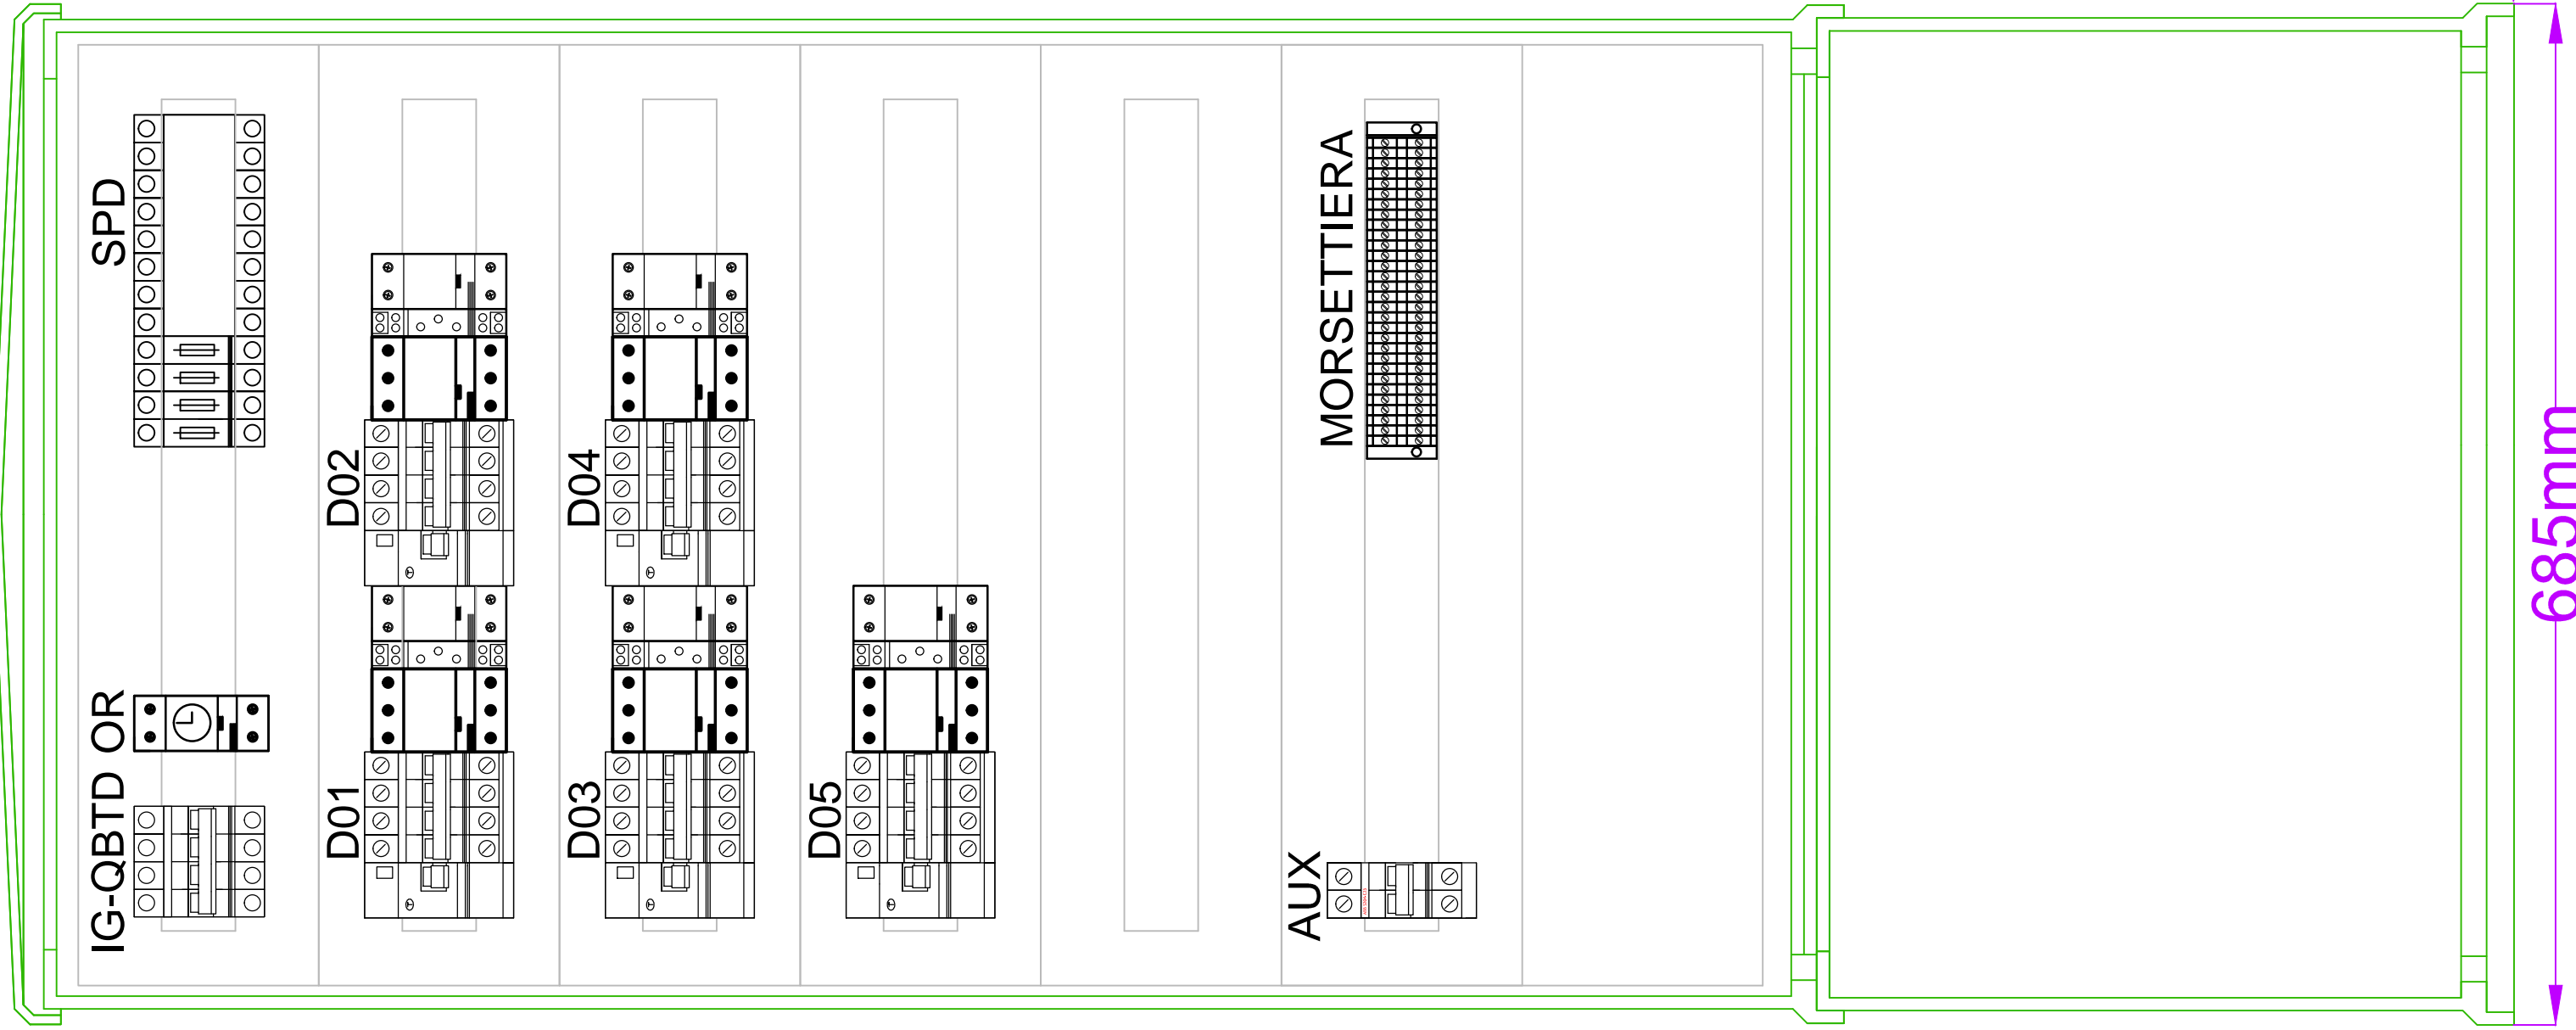 IG-QBTD
OR
SPD
D01
D02
D03
D04
D05
AUX
MORSETTIERA
685mm